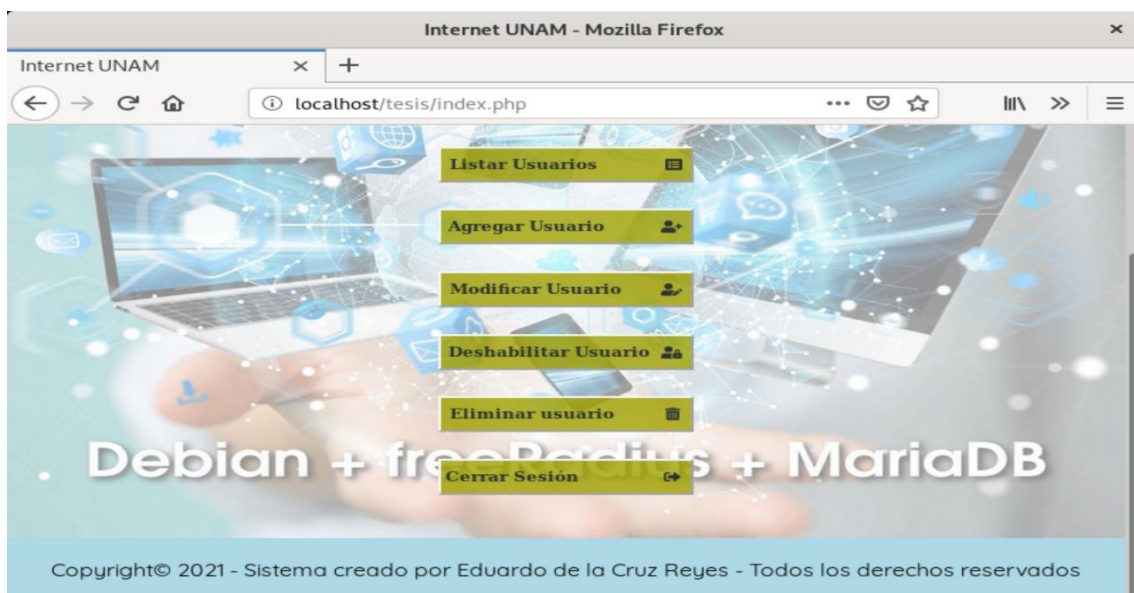 Internet UNAM - Mozilla Firefox
Internet UNAM
localhost/tesis/index.php
Listar Usuarios
Agregar Usuario
Modificar Usuario
Deshabilitar Usuario
Eliminar usuario
Debian + freeRadius + MariaDB
Cerrar Sesión
Copyright© 2021 - Sistema creado por Eduardo de la Cruz Reyes - Todos los derechos reservados